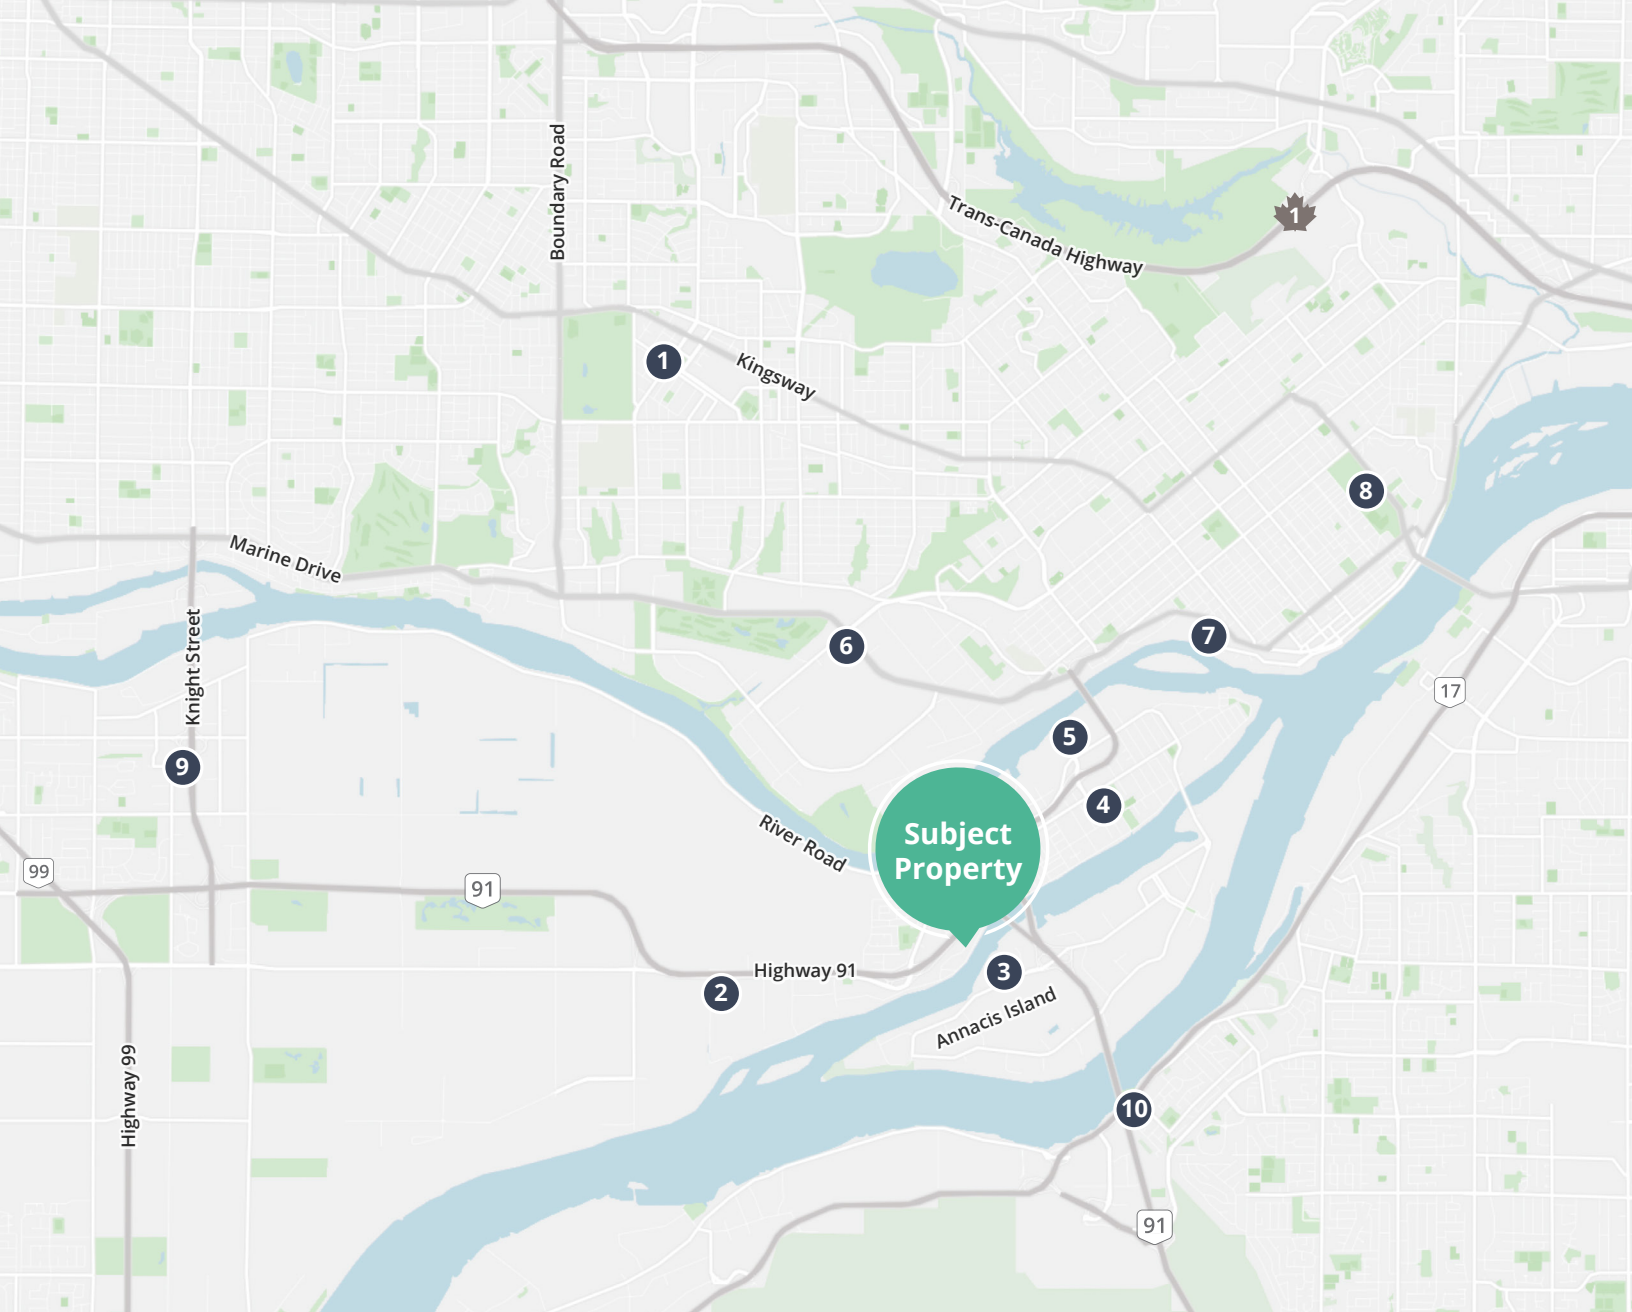 Boundary Road
Trans-Canada Highway
1
1
Kingsway
8
Marine Drive
Knight Street
6
7
17
5
9
4
River Road
Subject
Property
99
91
Highway 91
3
2
Annacis Island
Highway 99
10
91